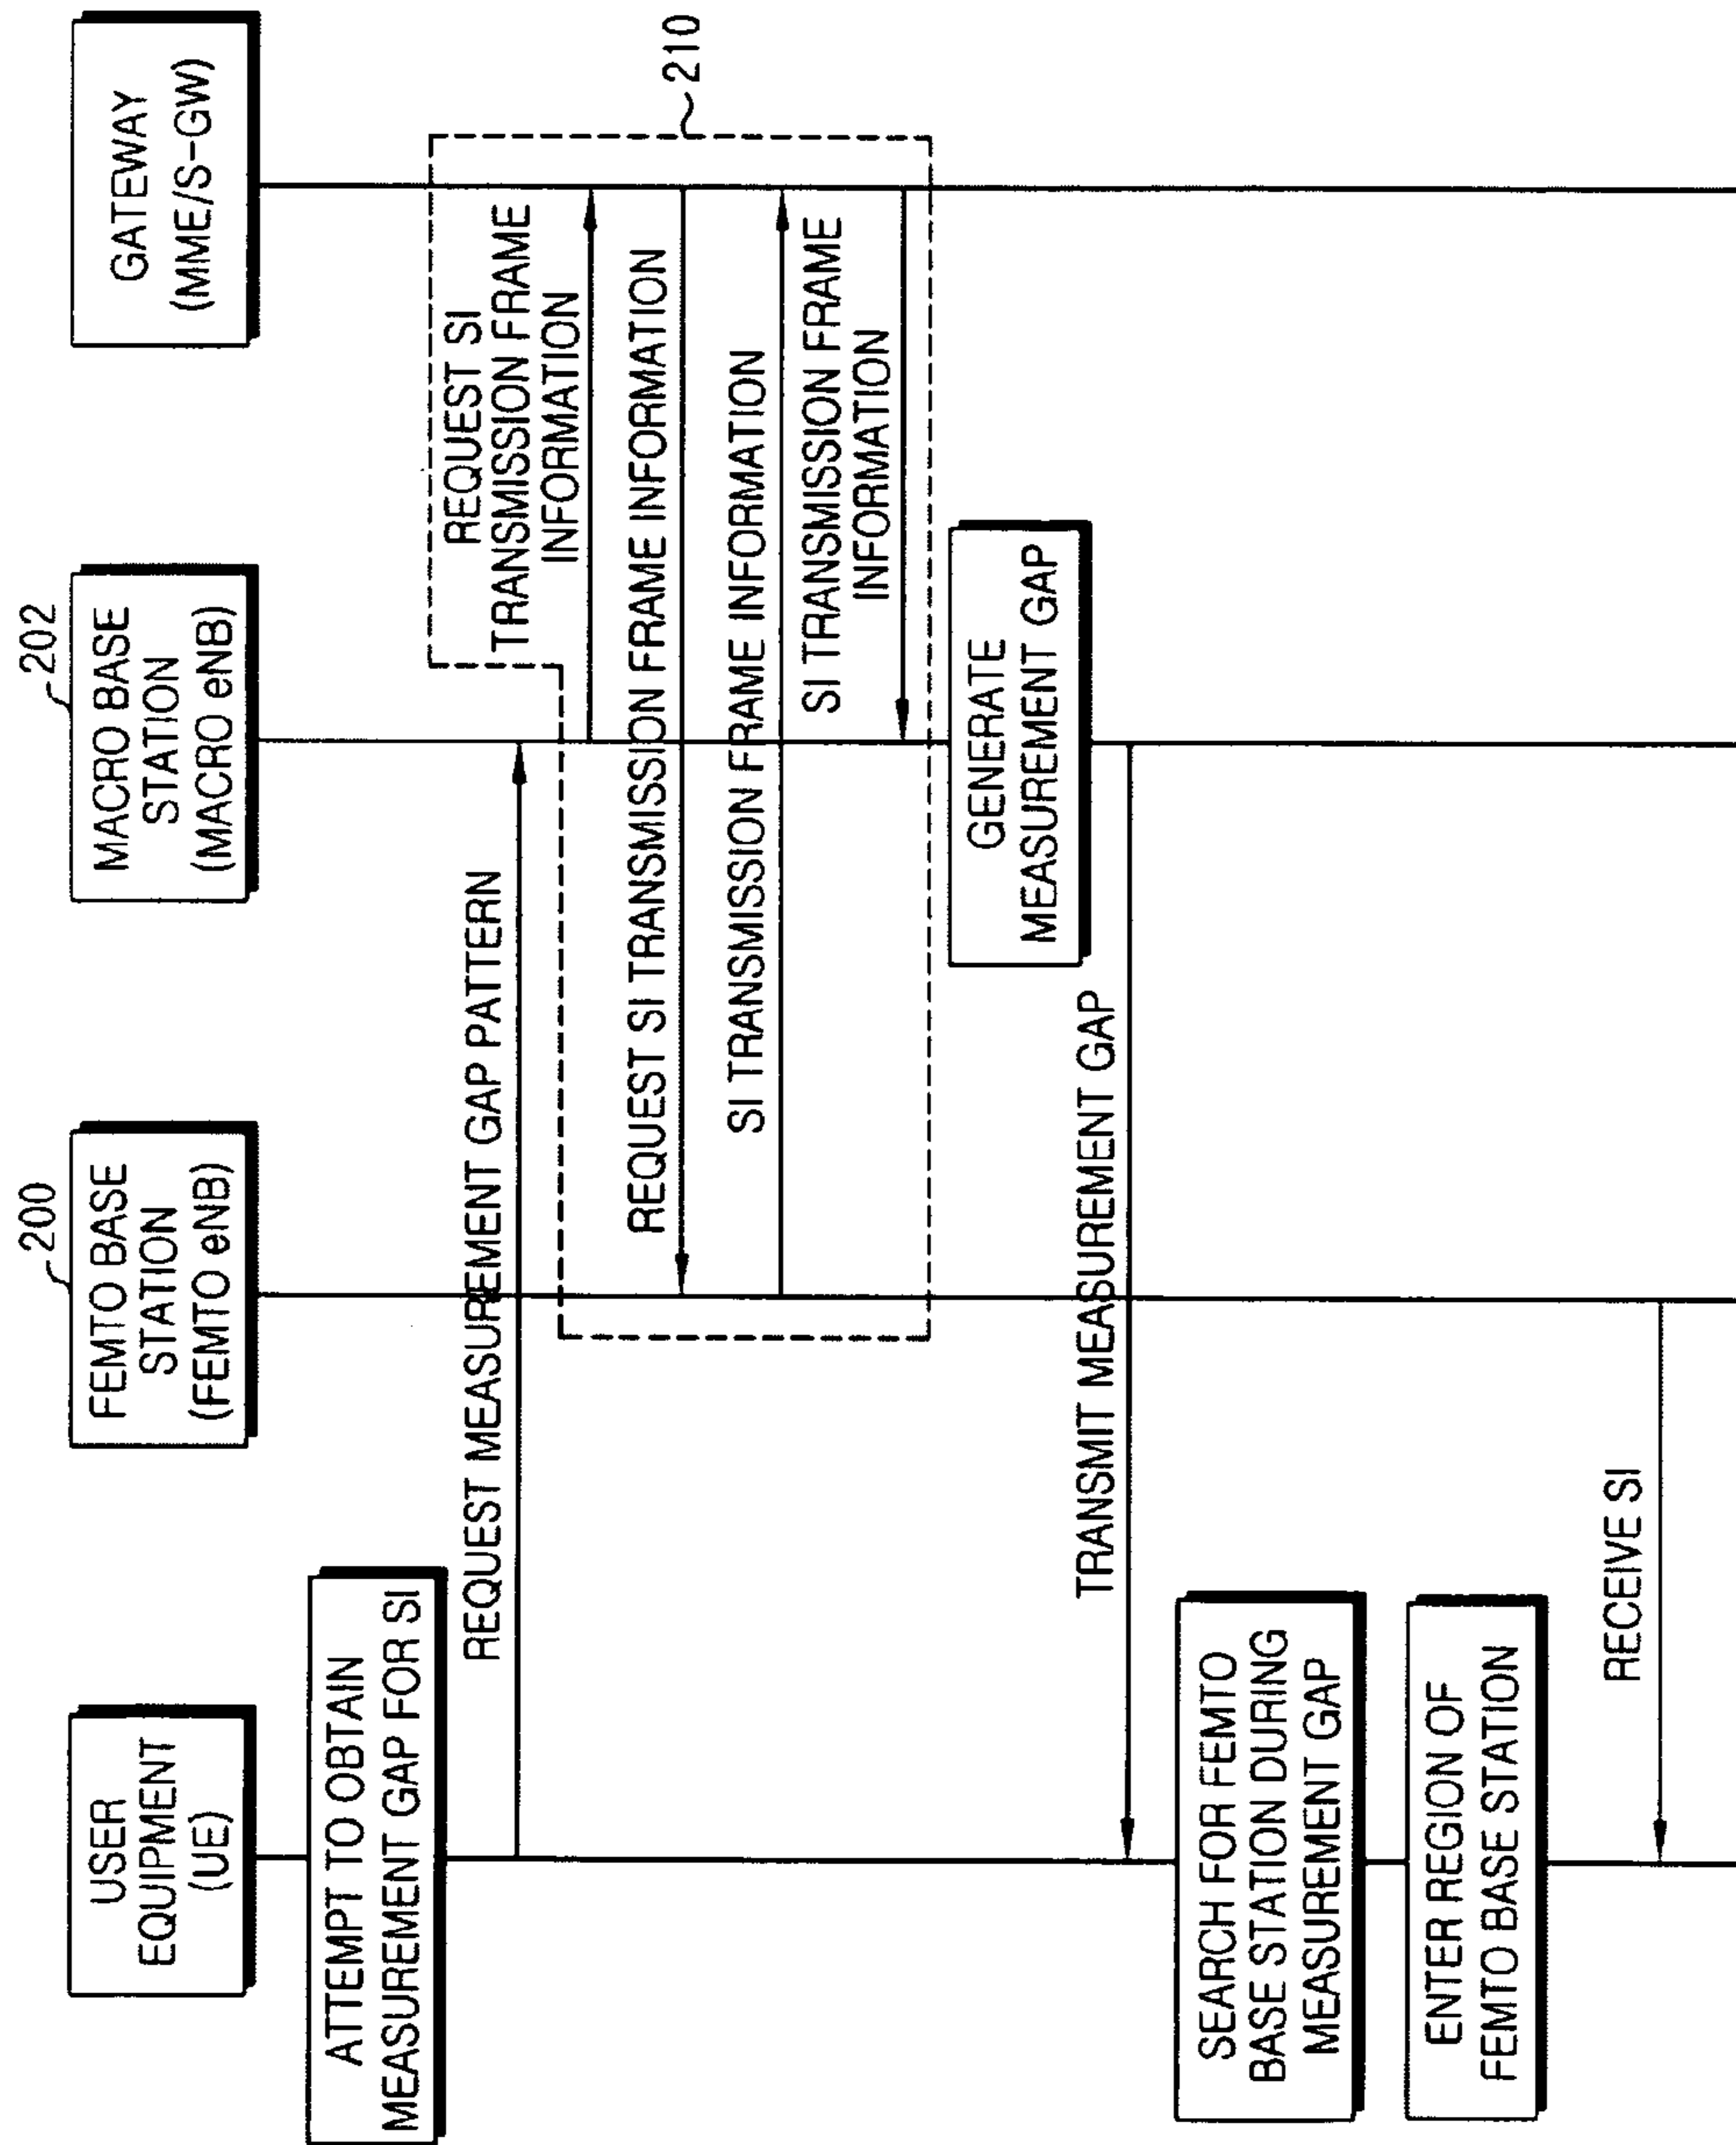 USER
EQUIPMENT
(UE)
200
FEMTO BASE
STATION
(FEMTO eNB)
202
MACRO BASE
STATION
(MACRO eNB)
GATEWAY
(MME/S-GW)
ATTEMPT TO OBTAIN
MEASUREMENT GAP FOR SI
REQUEST MEASUREMENT GAP PATTERN
REQUEST SI
TRANSMISSION FRAME
INFORMATION
210
REQUEST SI TRANSMISSION FRAME INFORMATION
SI TRANSMISSION FRAME INFORMATION
SI TRANSMISSION FRAME
INFORMATION
GENERATE
MEASUREMENT GAP
TRANSMIT MEASUREMENT GAP
SEARCH FOR FEMTO
BASE STATION DURING
MEASUREMENT GAP
ENTER REGION OF
FEMTO BASE STATION
RECEIVE SI